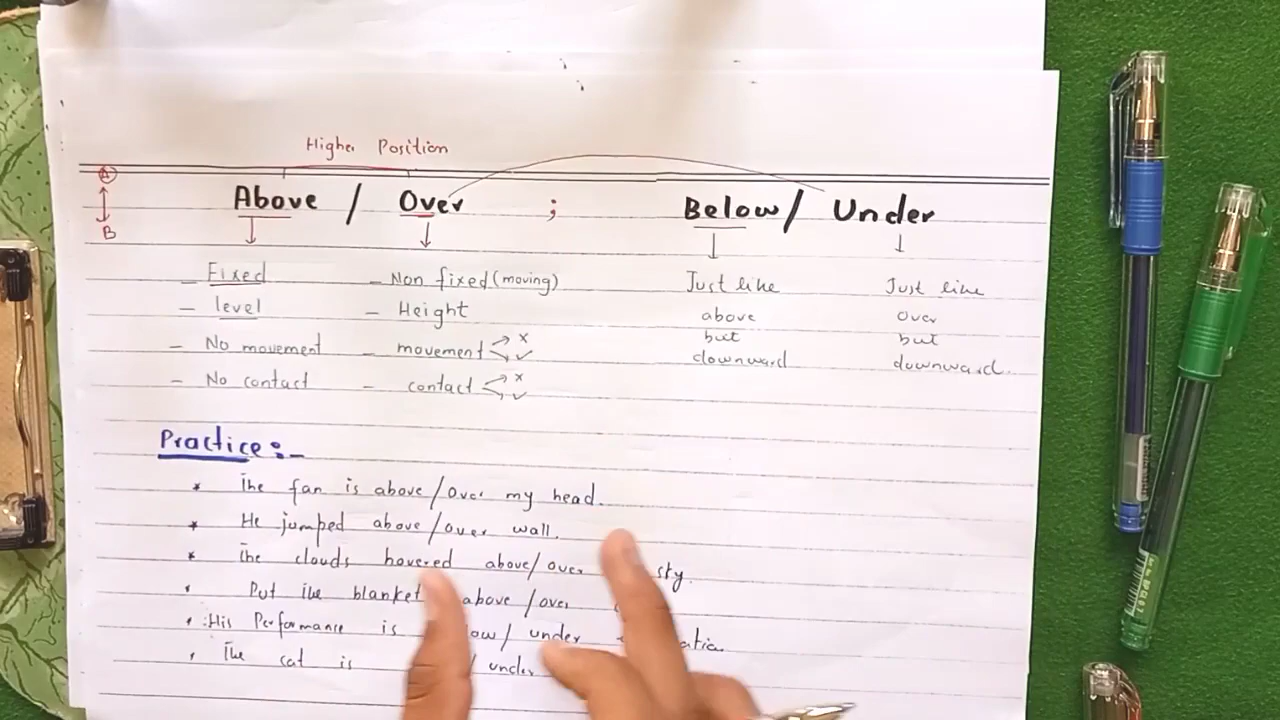 Higher Position
A
B
Above / Over ; Below / Under
- Fixed - Non fixed (moving) Just like Just like
- level - Height above over
- No movement - movement x ✓ but but
- No contact - contact x ✓ downward downward.
Practice:-
* The fan is above/over my head.
* He jumped above/over wall.
* The clouds hovered above/over
* Put the blanket above/over
* His Performance is under
* The cat is / under